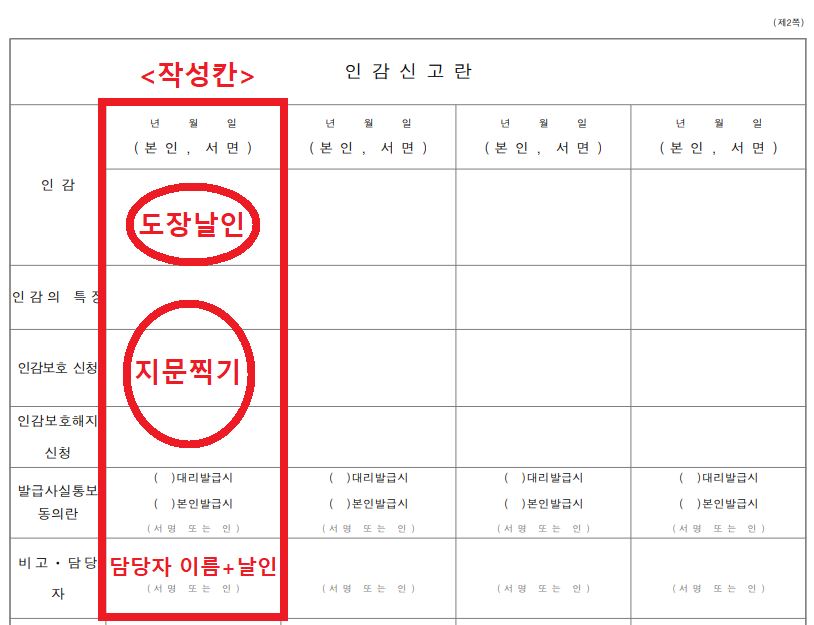 (제2쪽)
<작성칸>
인감신고란
인 감
년 월 일
(본인, 서면)
년 월 일
(본인, 서면)
년 월 일
(본인, 서면)
년 월 일
(본인, 서면)
도장날인
인감의 특징
지문찍기
인감보호 신청
인감보호해지
신청
발급사실통보
동의란
( )대리발급시
( )본인발급시
(서명 또는 인)
( )대리발급시
( )본인발급시
(서명 또는 인)
( )대리발급시
( )본인발급시
(서명 또는 인)
( )대리발급시
( )본인발급시
(서명 또는 인)
비고·담당
자
담당자 이름+날인
(서명 또는 인)
(서명 또는 인)
(서명 또는 인)
(서명 또는 인)